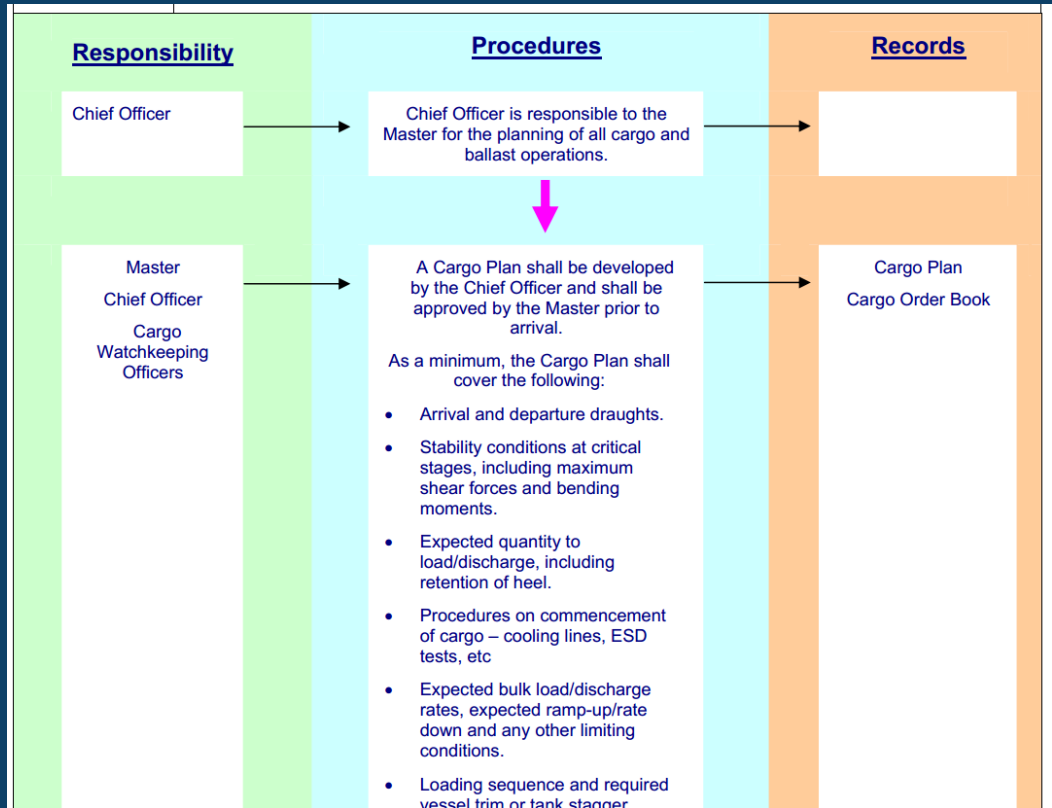 Responsibility
Procedures
Records
Chief Officer
Chief Officer is responsible to the
Master for the planning of all cargo and
ballast operations.
Master
Chief Officer
Cargo
Watchkeeping
Officers
A Cargo Plan shall be developed
by the Chief Officer and shall be
approved by the Master prior to
arrival.
As a minimum, the Cargo Plan shall
cover the following:
• Arrival and departure draughts.
• Stability conditions at critical
stages, including maximum
shear forces and bending
moments.
• Expected quantity to
load/discharge, including
retention of heel.
• Procedures on commencement
of cargo – cooling lines, ESD
tests, etc
• Expected bulk load/discharge
rates, expected ramp-up/rate
down and any other limiting
conditions.
• Loading sequence and required
vessel trim or tank stagger
Cargo Plan
Cargo Order Book